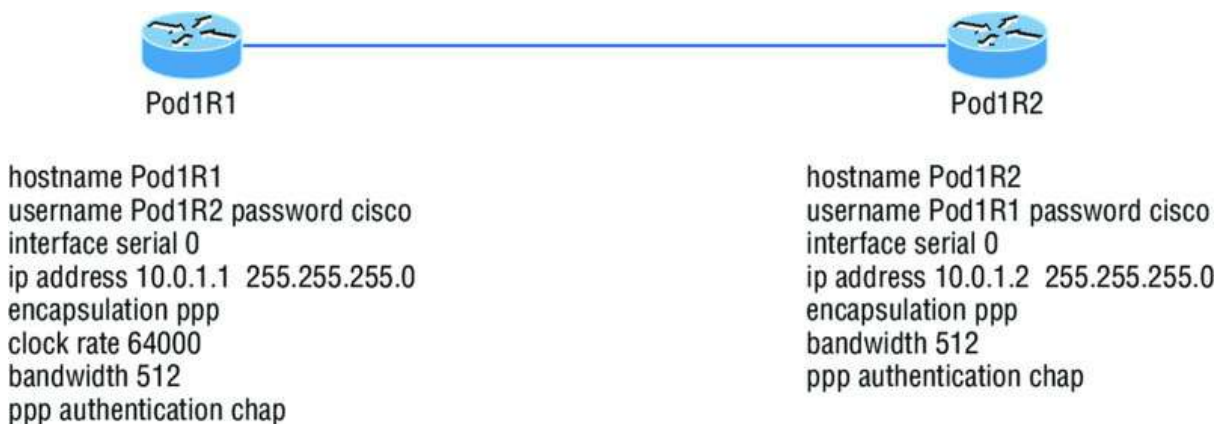 Pod1R1
Pod1R2
hostname Pod1R1
username Pod1R2 password cisco
interface serial 0
ip address 10.0.1.1 255.255.255.0
encapsulation ppp
clock rate 64000
bandwidth 512
ppp authentication chap
hostname Pod1R2
username Pod1R1 password cisco
interface serial 0
ip address 10.0.1.2 255.255.255.0
encapsulation ppp
bandwidth 512
ppp authentication chap